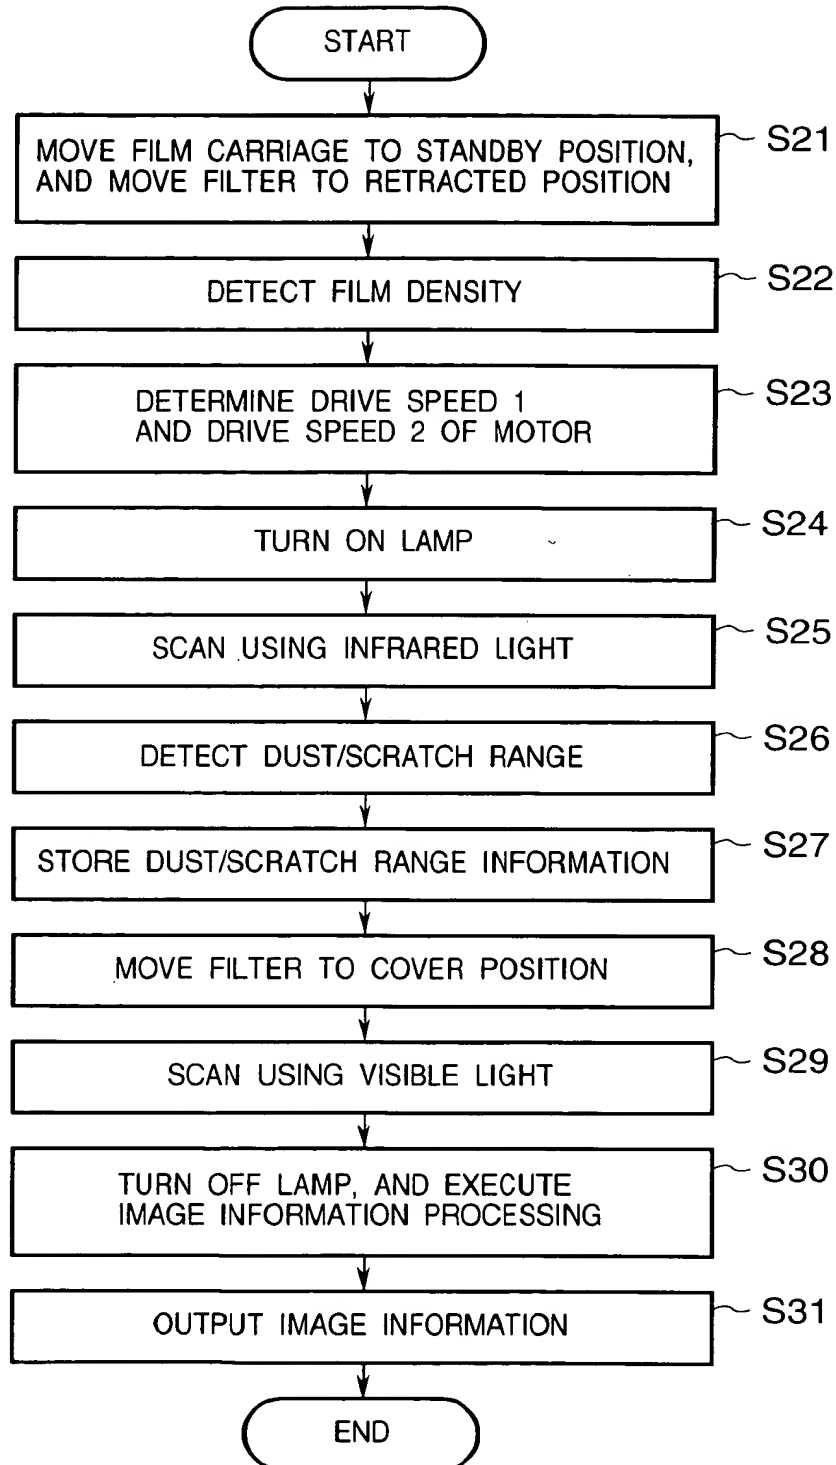 START
MOVE FILM CARRIAGE TO STANDBY POSITION,
AND MOVE FILTER TO RETRACTED POSITION
S21
DETECT FILM DENSITY
S22
DETERMINE DRIVE SPEED 1
AND DRIVE SPEED 2 OF MOTOR
S23
TURN ON LAMP
S24
SCAN USING INFRARED LIGHT
S25
DETECT DUST/SCRATCH RANGE
S26
STORE DUST/SCRATCH RANGE INFORMATION
S27
MOVE FILTER TO COVER POSITION
S28
SCAN USING VISIBLE LIGHT
S29
TURN OFF LAMP, AND EXECUTE
IMAGE INFORMATION PROCESSING
S30
OUTPUT IMAGE INFORMATION
S31
END